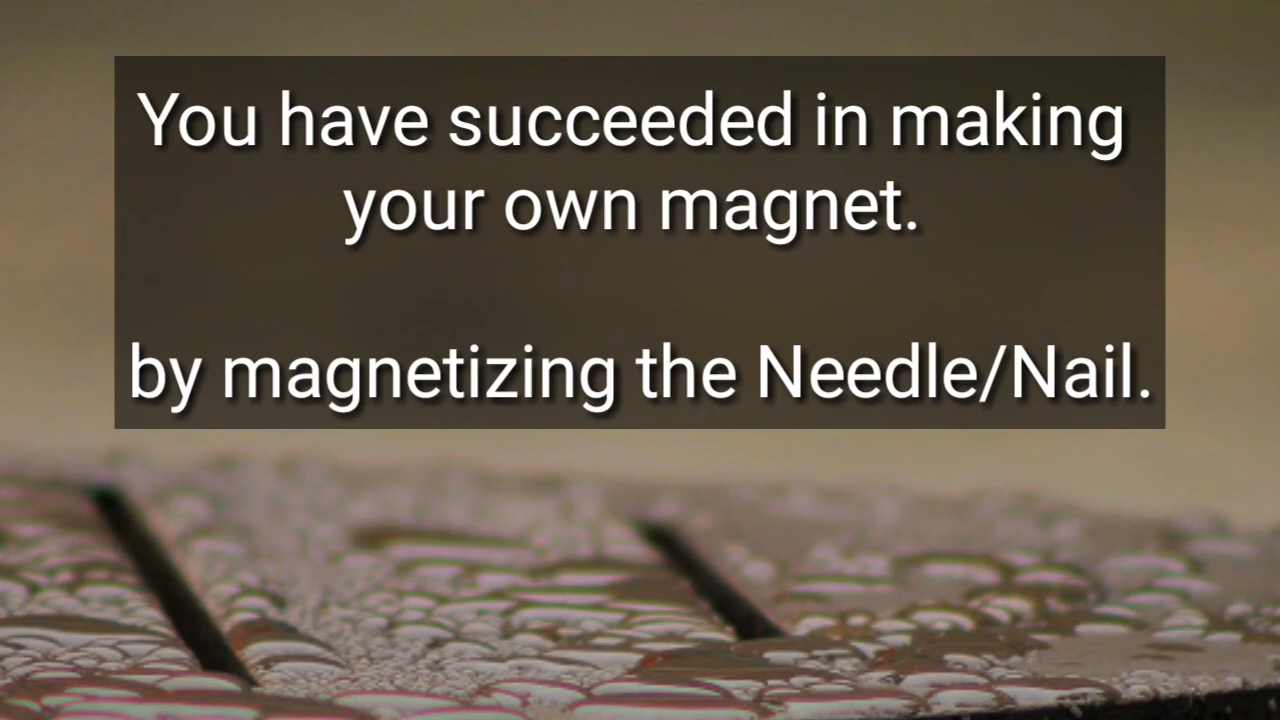 You have succeeded in making
your own magnet.
by magnetizing the Needle/Nail.